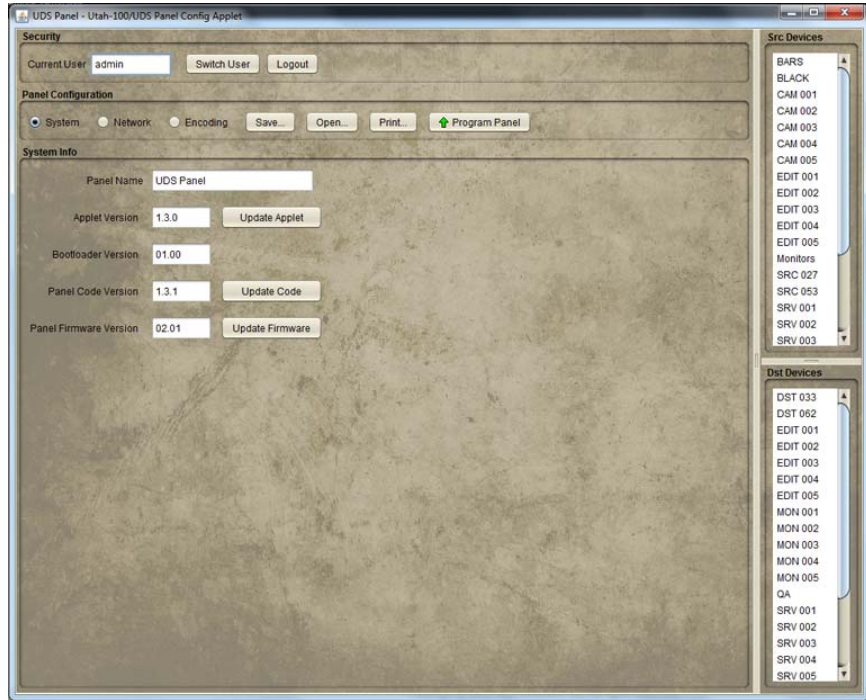 UDS Panel - Utah-100/UDS Panel Config Applet
Security
Current User admin Switch User Logout
Panel Configuration
System Network Encoding Save... Open... Print... Program Panel
System Info
Panel Name UDS Panel
Applet Version 1.3.0 Update Applet
Bootloader Version 01.00
Panel Code Version 1.3.1 Update Code
Panel Firmware Version 02.01 Update Firmware
Src Devices
BARS
BLACK
CAM 001
CAM 002
CAM 003
CAM 004
CAM 005
EDIT 001
EDIT 002
EDIT 003
EDIT 004
EDIT 005
Monitors
SRC 027
SRC 053
SRV 001
SRV 002
SRV 003
Dst Devices
DST 033
DST 062
EDIT 001
EDIT 002
EDIT 003
EDIT 004
EDIT 005
MON 001
MON 002
MON 003
MON 004
MON 005
QA
SRV 001
SRV 002
SRV 003
SRV 004
SRV 005